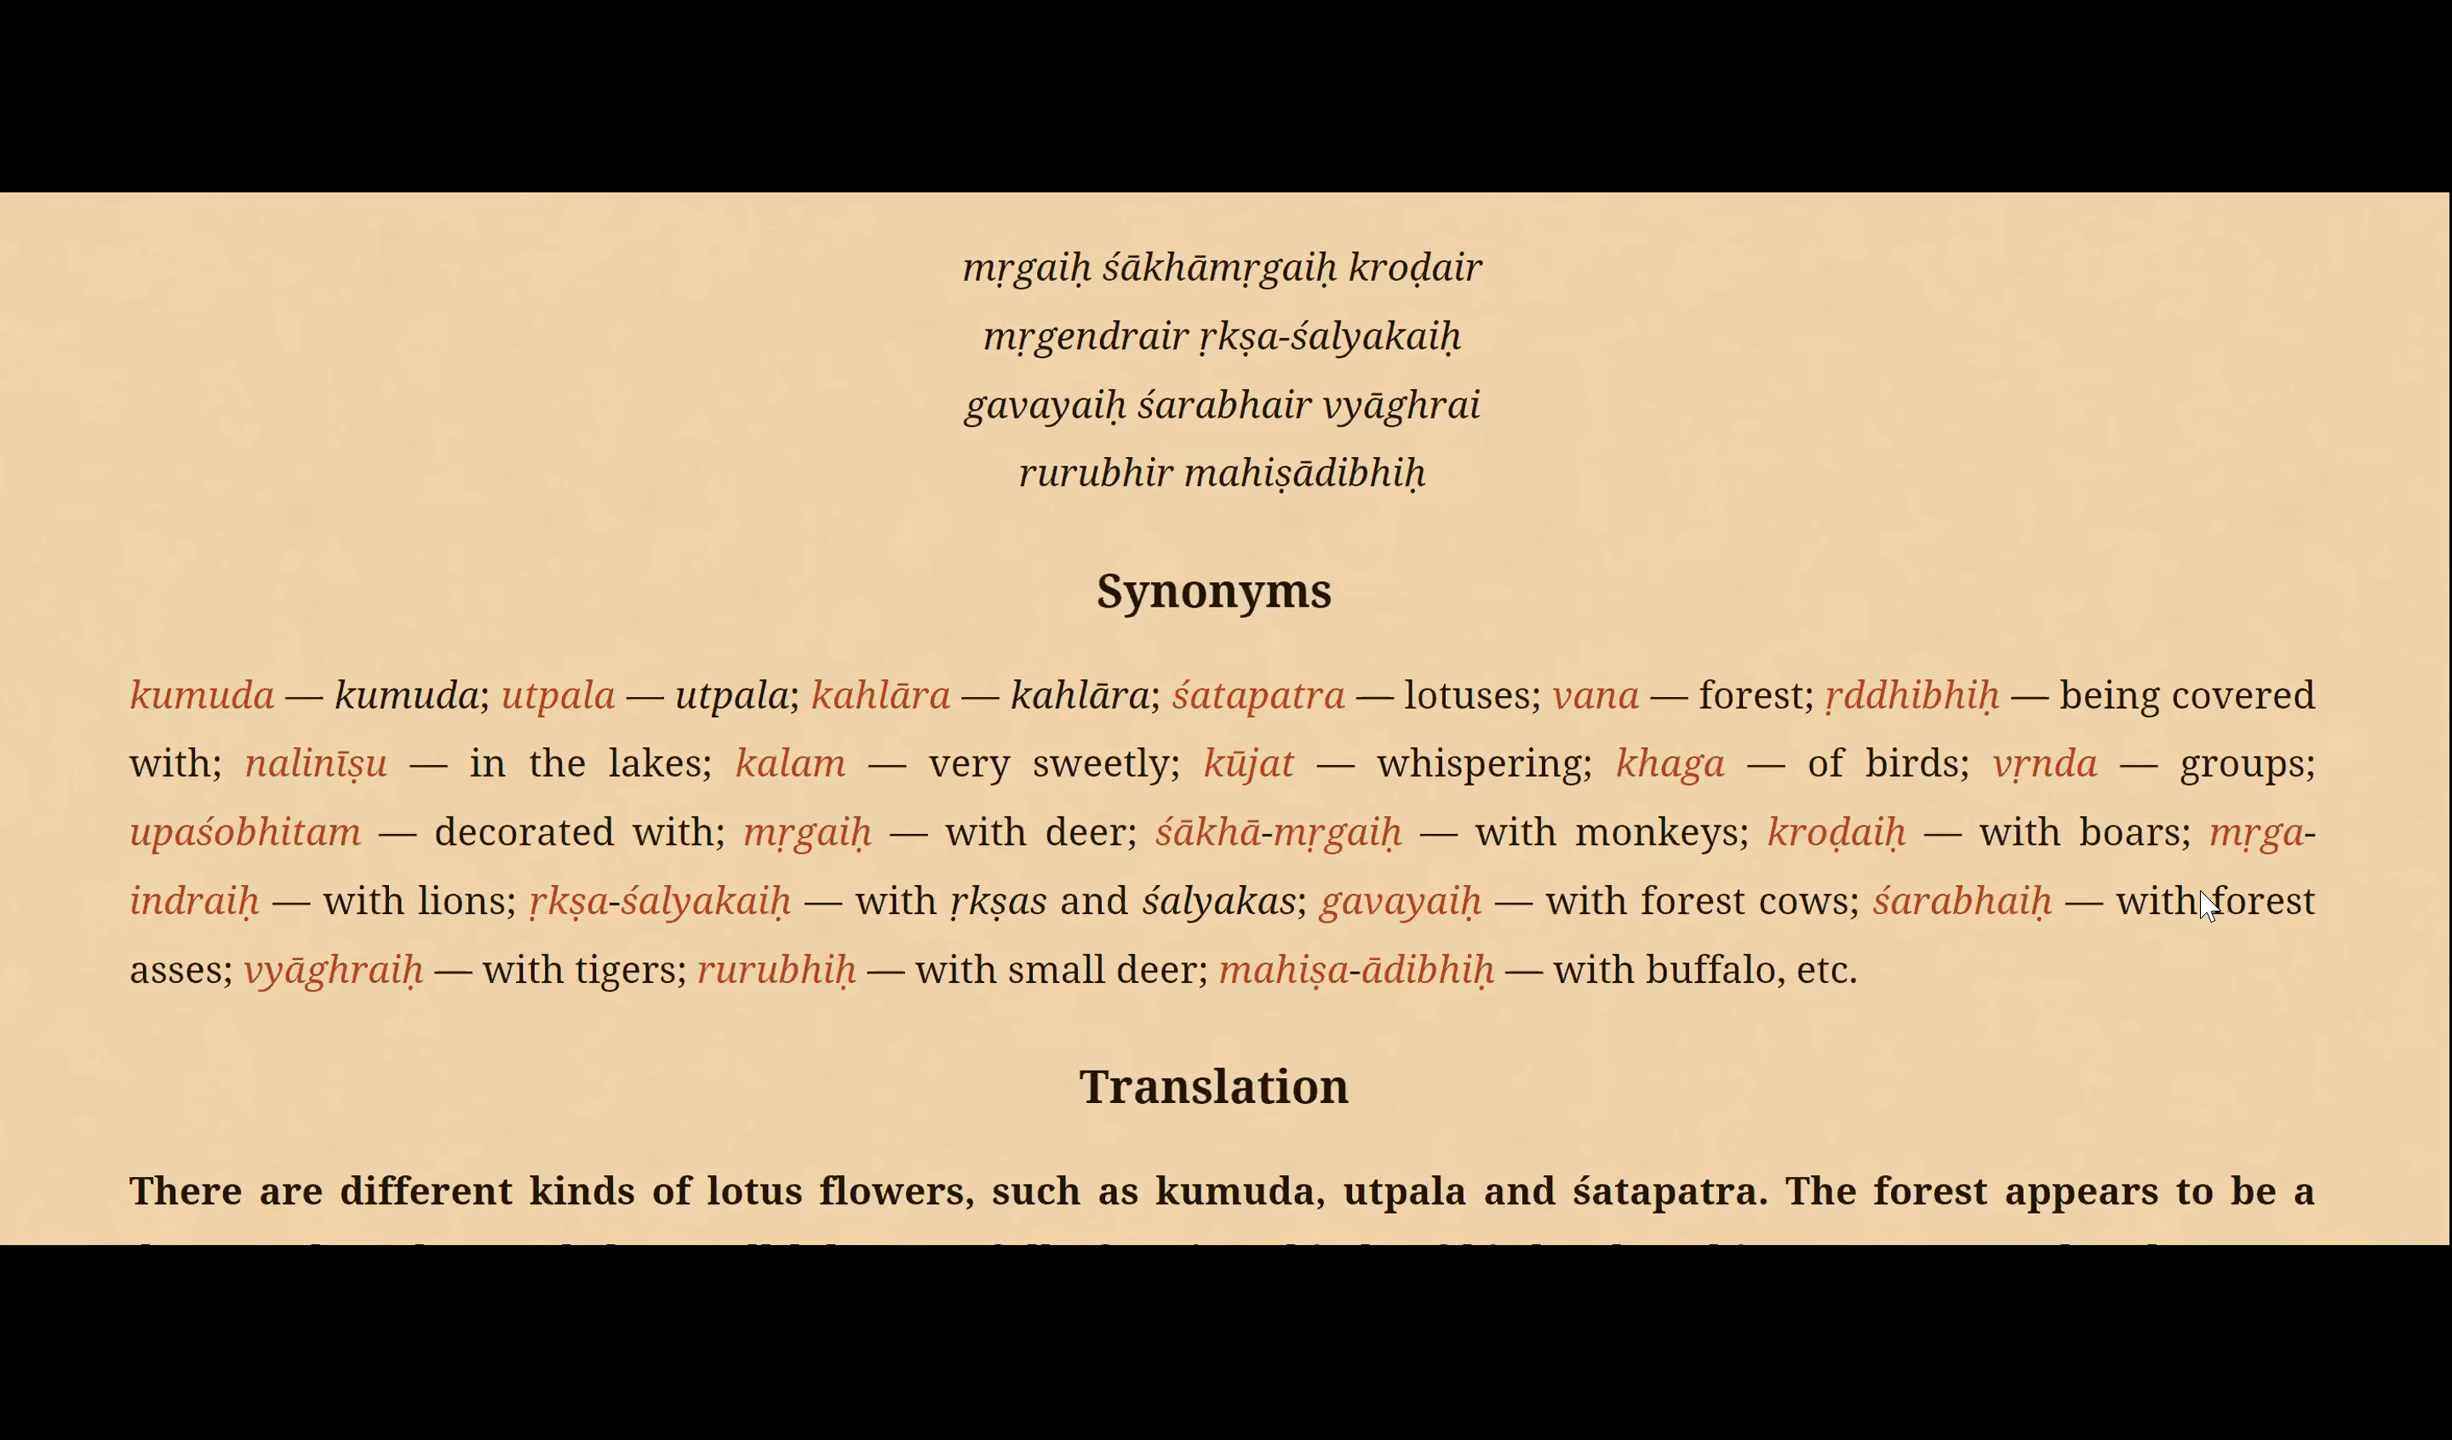 mṛgaiḥ śākhāmṛgaiḥ kroḍair
mṛgendrair ṛkṣa-śalyakaiḥ
gavayaiḥ śarabhair vyāghrai
rurubhir mahiṣādibhiḥ
Synonyms
kumuda — kumuda; utpala — utpala; kahlāra — kahlāra; śatapatra — lotuses; vana — forest; ṛddhibhiḥ — being covered
with; nalinīṣu — in the lakes; kalam — very sweetly; kūjat — whispering; khaga — of birds; vṛnda — groups;
upaśobhitam — decorated with; mṛgaiḥ — with deer; śākhā-mṛgaiḥ — with monkeys; kroḍaiḥ — with boars; mṛga-
indraiḥ — with lions; ṛkṣa-śalyakaiḥ — with ṛkṣas and śalyakas; gavayaiḥ — with forest cows; śarabhaiḥ — with forest
asses; vyāghraiḥ — with tigers; rurubhiḥ — with small deer; mahiṣa-ādibhiḥ — with buffalo, etc.
Translation
There are different kinds of lotus flowers, such as kumuda, utpala and śatapatra. The forest appears to be a